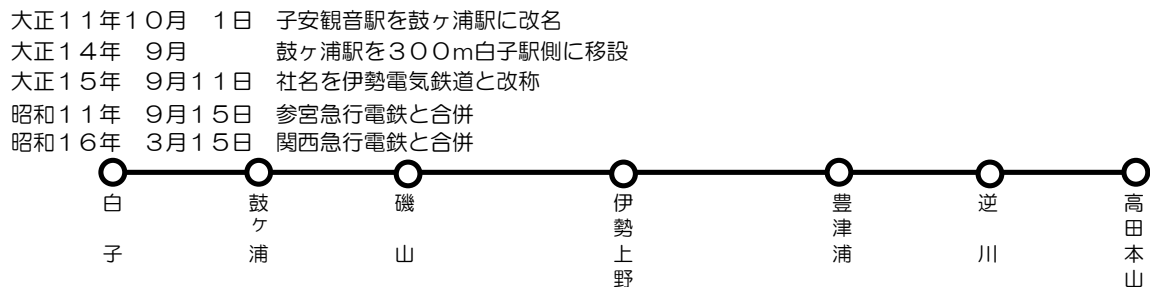 大正11年10月　1日　子安観音駅を鼓ヶ浦駅に改名
大正14年　9月　　　　鼓ヶ浦駅を300m白子駅側に移設
大正15年　9月11日　社名を伊勢電気鉄道と改称
昭和11年　9月15日　参宮急行電鉄と合併
昭和16年　3月15日　関西急行電鉄と合併
白子
鼓ヶ浦
磯山
伊勢上野
豊津浦
逆川
高田本山